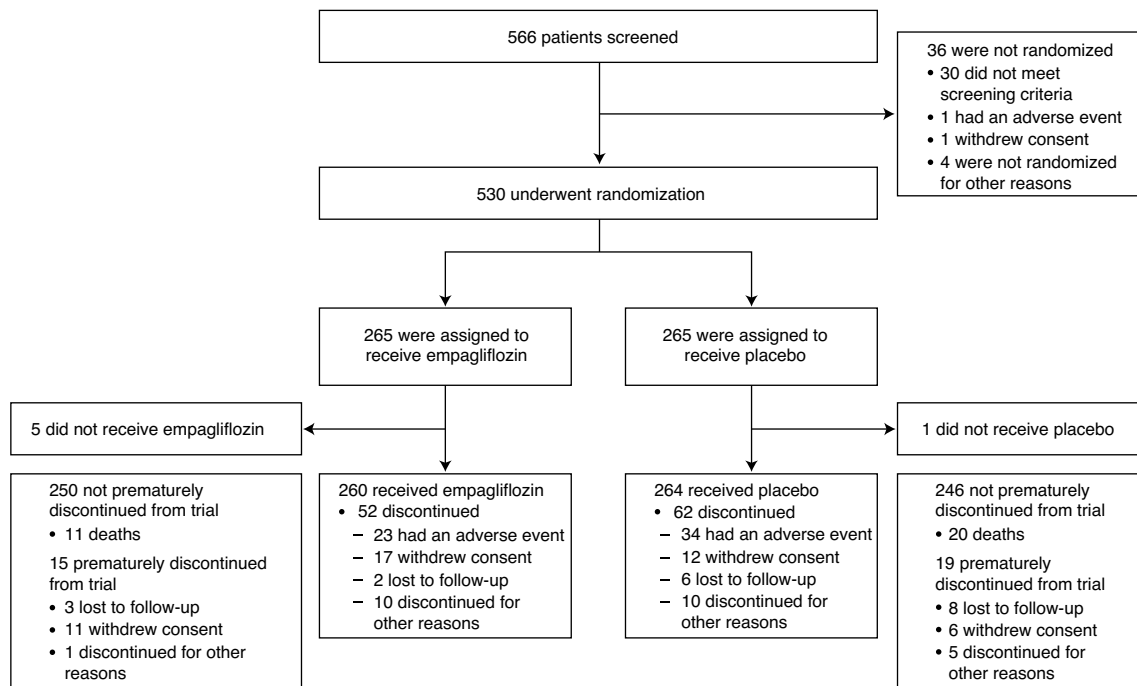 566 patients screened
36 were not randomized
• 30 did not meet
screening criteria
• 1 had an adverse event
• 1 withdrew consent
• 4 were not randomized
for other reasons
530 underwent randomization
265 were assigned to
receive empagliflozin
265 were assigned to
receive placebo
5 did not receive empagliflozin
1 did not receive placebo
250 not prematurely
discontinued from trial
• 11 deaths
15 prematurely discontinued
from trial
• 3 lost to follow-up
• 11 withdrew consent
• 1 discontinued for other
reasons
260 received empagliflozin
• 52 discontinued
– 23 had an adverse event
– 17 withdrew consent
– 2 lost to follow-up
– 10 discontinued for
other reasons
264 received placebo
• 62 discontinued
– 34 had an adverse event
– 12 withdrew consent
– 6 lost to follow-up
– 10 discontinued for
other reasons
246 not prematurely
discontinued from trial
• 20 deaths
19 prematurely
discontinued from trial
• 8 lost to follow-up
• 6 withdrew consent
• 5 discontinued for
other reasons